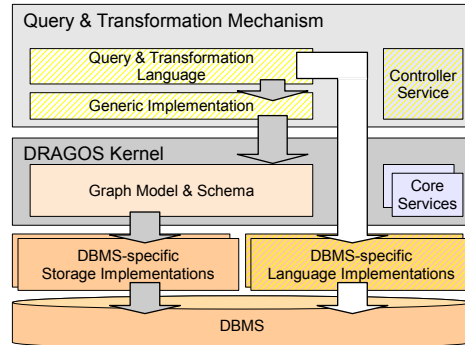 Query & Transformation Mechanism
Query & Transformation
Language
Controller
Service
Generic Implementation
DRAGOS Kernel
Graph Model & Schema
Core
Services
DBMS-specific
Storage Implementations
DBMS-specific
Language Implementations
DBMS